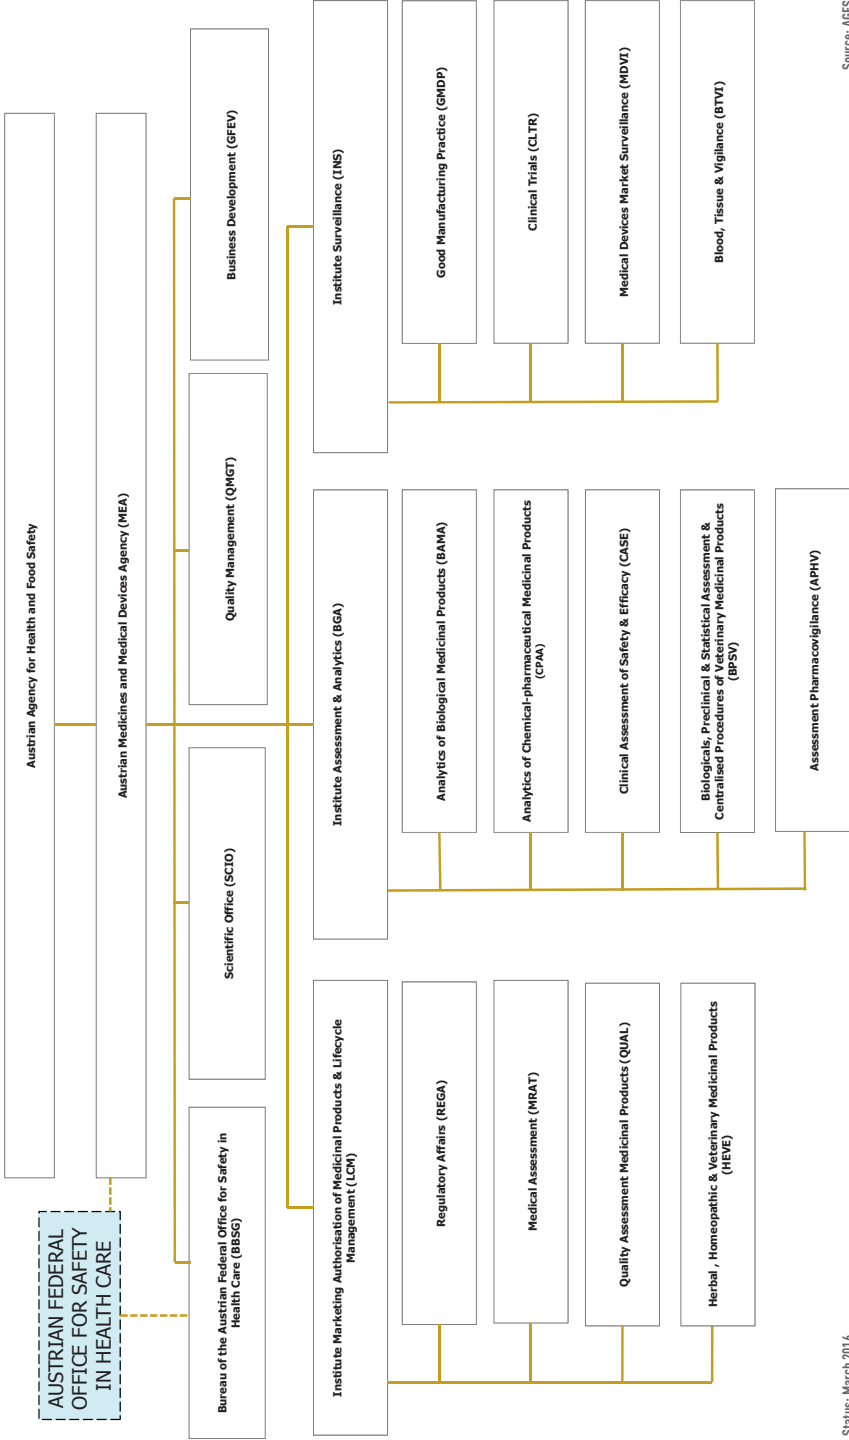 AUSTRIAN FEDERAL
OFFICE FOR SAFETY
IN HEALTH CARE
Austrian Agency for Health and Food Safety
Austrian Medicines and Medical Devices Agency (MEA)
Bureau of the Austrian Federal Office for Safety in
Health Care (BBSG)
Scientific Office (SCIO)
Quality Management (QMGT)
Business Development (GFEV)
Institute Marketing Authorisation of Medicinal Products & Lifecycle
Management (LCM)
Regulatory Affairs (REGA)
Medical Assessment (MRAT)
Quality Assessment Medicinal Products (QUAL)
Herbal , Homeopathic & Veterinary Medicinal Products
(HEVE)
Institute Assessment & Analytics (BGA)
Analytics of Biological Medicinal Products (BAMA)
Analytics of Chemical-pharmaceutical Medicinal Products
(CPAA)
Clinical Assessment of Safety & Efficacy (CASE)
Biologicals, Preclinical & Statistical Assessment &
Centralised Procedures of Veterinary Medicinal Products
(BPSV)
Assessment Pharmacovigilance (APHV)
Institute Surveillance (INS)
Good Manufacturing Practice (GMDP)
Clinical Trials (CLTR)
Medical Devices Market Surveillance (MDVI)
Blood, Tissue & Vigilance (BTVI)
Status: March 2014
Source: AGES